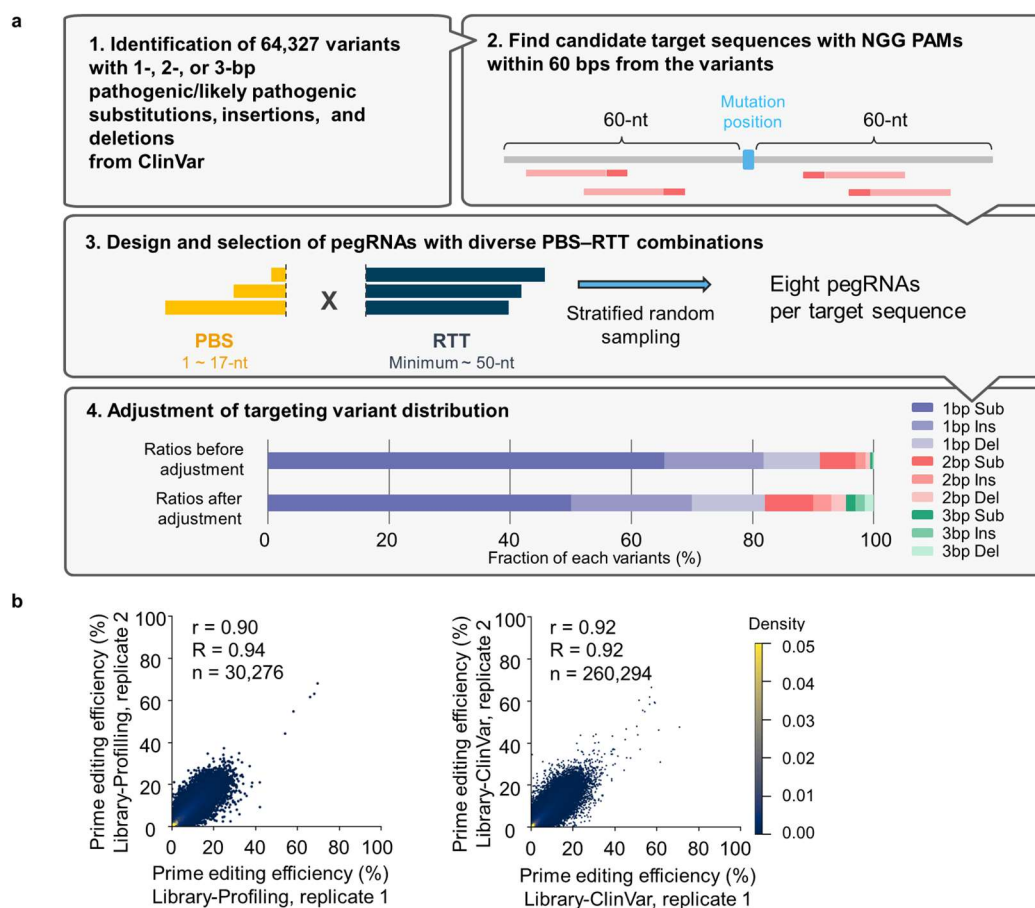 a
1. Identification of 64,327 variants
with 1-, 2-, or 3-bp
pathogenic/likely pathogenic
substitutions, insertions, and
deletions
from ClinVar
2. Find candidate target sequences with NGG PAMs
within 60 bps from the variants
Mutation
position
60-nt
60-nt
3. Design and selection of pegRNAs with diverse PBS–RTT combinations
X
PBS
1 ~ 17-nt
RTT
Minimum ~ 50-nt
Stratified random
sampling
Eight pegRNAs
per target sequence
4. Adjustment of targeting variant distribution
Ratios before
adjustment
Ratios after
adjustment
0 20 40 60 80 100
Fraction of each variants (%)
1bp Sub
1bp Ins
1bp Del
2bp Sub
2bp Ins
2bp Del
3bp Sub
3bp Ins
3bp Del
b
Prime editing efficiency (%)
Library-Profilling, replicate 2
100
80
60
40
20
0
r = 0.90
R = 0.94
n = 30,276
0 20 40 60 80 100
Prime editing efficiency (%)
Library-Profiling, replicate 1
Prime editing efficiency (%)
Library-ClinVar, replicate 2
100
80
60
40
20
0
r = 0.92
R = 0.92
n = 260,294
0 20 40 60 80 100
Prime editing efficiency (%)
Library-ClinVar, replicate 1
Density
0.05
0.04
0.03
0.02
0.01
0.00